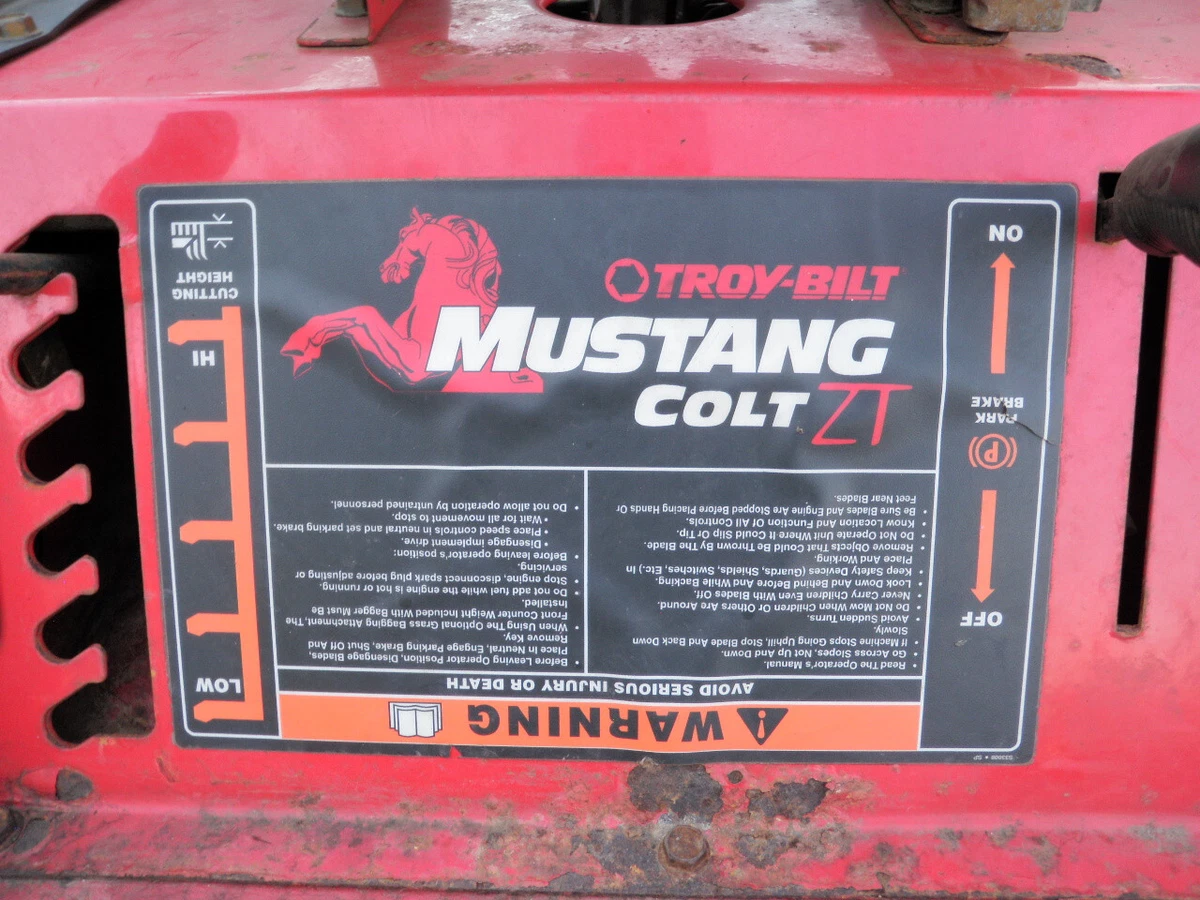 TROY-BILT
MUSTANG
COLT ZT
CUTTING
HEIGHT
HI
LOW
ON
PARK
BRAKE
P
OFF
WARNING
AVOID SERIOUS INJURY OR DEATH
• Read The Operator's Manual.
• Go Across Slopes, Not Up and Down.
• If Machine Stops Going Uphill, Stop Blade And Back Down
Slowly.
• Avoid Sudden Turns.
• Do Not Mow When Children Or Others Are Around.
• Never Carry Children Even With Blades Off.
• Look Down And Behind Before And While Backing.
• Keep Safety Devices (Guards, Shields, Switches, Etc.) In
Place And Working.
• Remove Objects That Could Be Thrown By The Blade.
• Do Not Operate Unit Where It Could Slip Or Tip.
• Know Location And Function Of All Controls.
• Be Sure Blades And Engine Are Stopped Before Placing Hands Or
Feet Near Blades.
• Before Leaving Operator Position, Disengage Blades,
Place In Neutral, Engage Parking Brake, Shut Off And
Remove Key.
• When Using The Optional Grass Bagging Attachment, The
Front Counter Weight Included With Bagger Must Be
Installed.
• Do not add fuel while the engine is hot or running.
• Stop engine, disconnect spark plug before adjusting or
servicing.
• Before leaving operator's position:
• Disengage implement drive.
• Place speed controls in neutral and set parking brake.
• Wait for all movement to stop.
• Do not allow operation by untrained personnel.